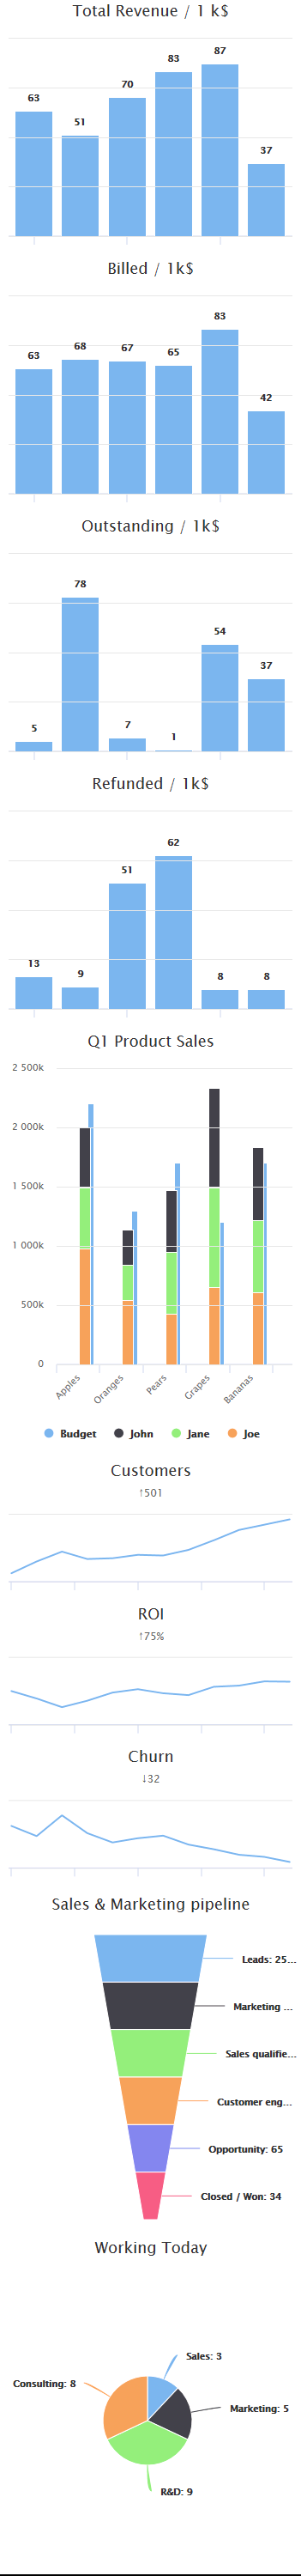 Total Revenue / 1 k$
63 51 70 83 87 37
Billed / 1k$
63 68 67 65 83 42
Outstanding / 1k$
5 78 7 1 54 37
Refunded / 1k$
13 9 51 62 8 8
Q1 Product Sales
2 500k
2 000k
1 500k
1 000k
500k
0
Apples Oranges Pears Grapes Bananas
Budget John Jane Joe
Customers
↑501
ROI
↑75%
Churn
↓32
Sales & Marketing pipeline
Leads: 25...
Marketing ...
Sales qualifie...
Customer eng...
Opportunity: 65
Closed / Won: 34
Working Today
Sales: 3
Consulting: 8
Marketing: 5
R&D: 9